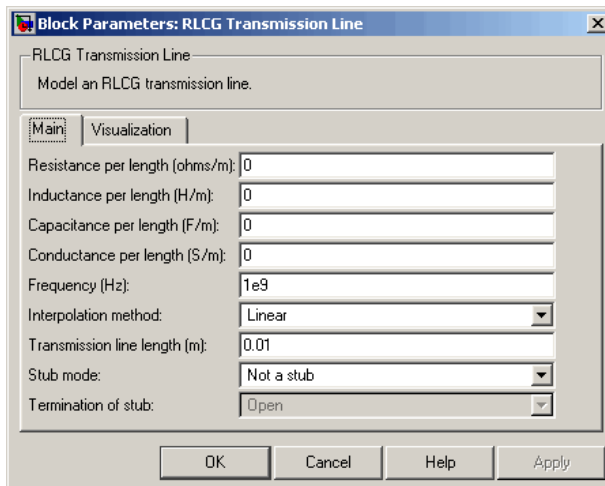 Block Parameters: RLCG Transmission Line
RLCG Transmission Line
Model an RLCG transmission line.
Main Visualization
Resistance per length (ohms/m): 0
Inductance per length (H/m): 0
Capacitance per length (F/m): 0
Conductance per length (S/m): 0
Frequency (Hz): 1e9
Interpolation method: Linear
Transmission line length (m): 0.01
Stub mode: Not a stub
Termination of stub: Open
OK Cancel Help Apply